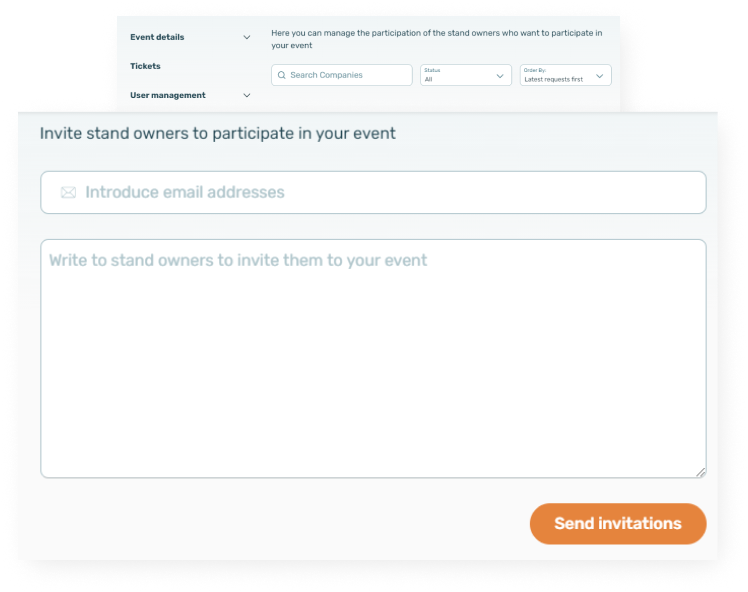 Event details
Tickets
User management
Here you can manage the participation of the stand owners who want to participate in
your event
Search Companies
Status
All
Order By:
Latest requests first
Invite stand owners to participate in your event
Introduce email addresses
Write to stand owners to invite them to your event
Send invitations